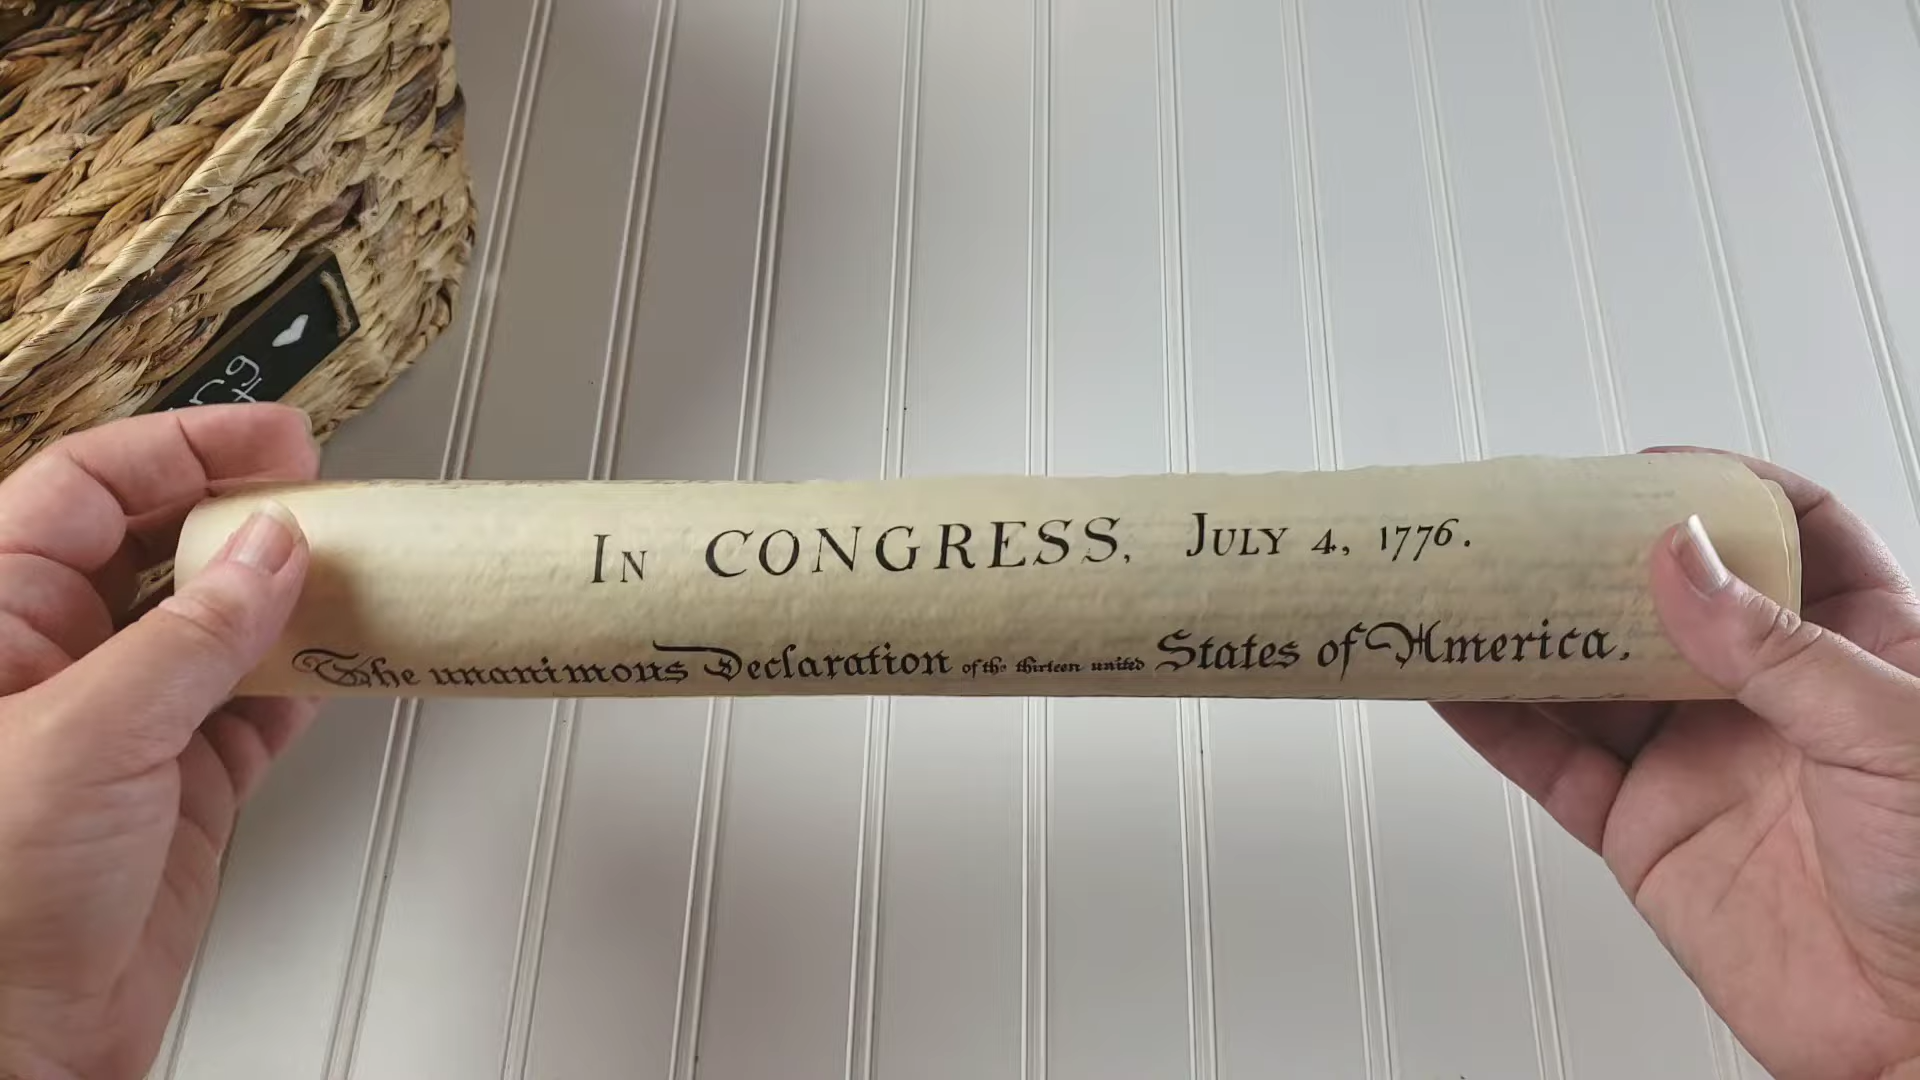 In CONGRESS, July 4, 1776.
The unanimous Declaration of the thirteen united States of America.